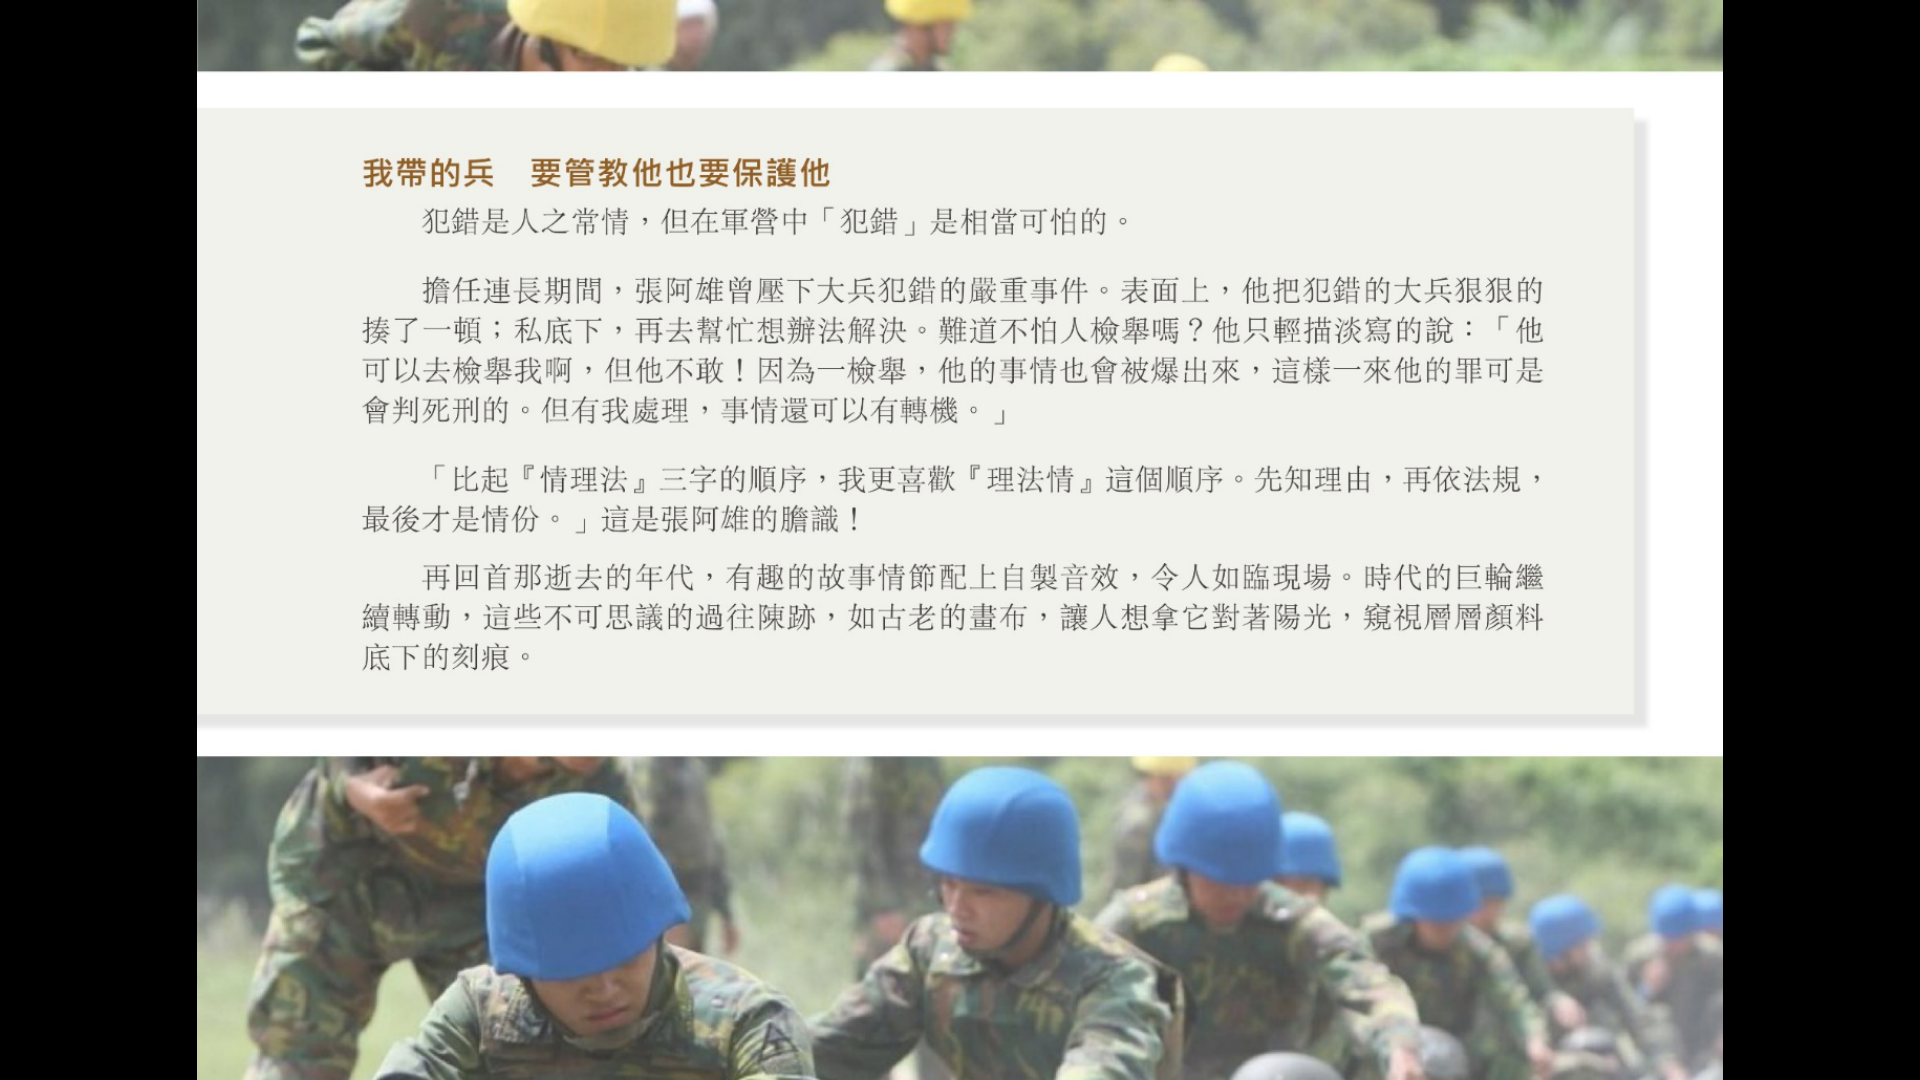 我帶的兵　要管教他也要保護他
犯錯是人之常情，但在軍營中「犯錯」是相當可怕的。
擔任連長期間，張阿雄曾壓下大兵犯錯的嚴重事件。表面上，他把犯錯的大兵狠狠的
揍了一頓；私底下，再去幫忙想辦法解決。難道不怕人檢舉嗎？他只輕描淡寫的說：「他
可以去檢舉我啊，但他不敢！因為一檢舉，他的事情也會被爆出來，這樣一來他的罪可是
會判死刑的。但有我處理，事情還可以有轉機。」
「比起『情理法』三字的順序，我更喜歡『理法情』這個順序。先知理由，再依法規，
最後才是情份。」這是張阿雄的膽識！
再回首那逝去的年代，有趣的故事情節配上自製音效，令人如臨現場。時代的巨輪繼
續轉動，這些不可思議的過往陳跡，如古老的畫布，讓人想拿它對著陽光，窺視層層顏料
底下的刻痕。